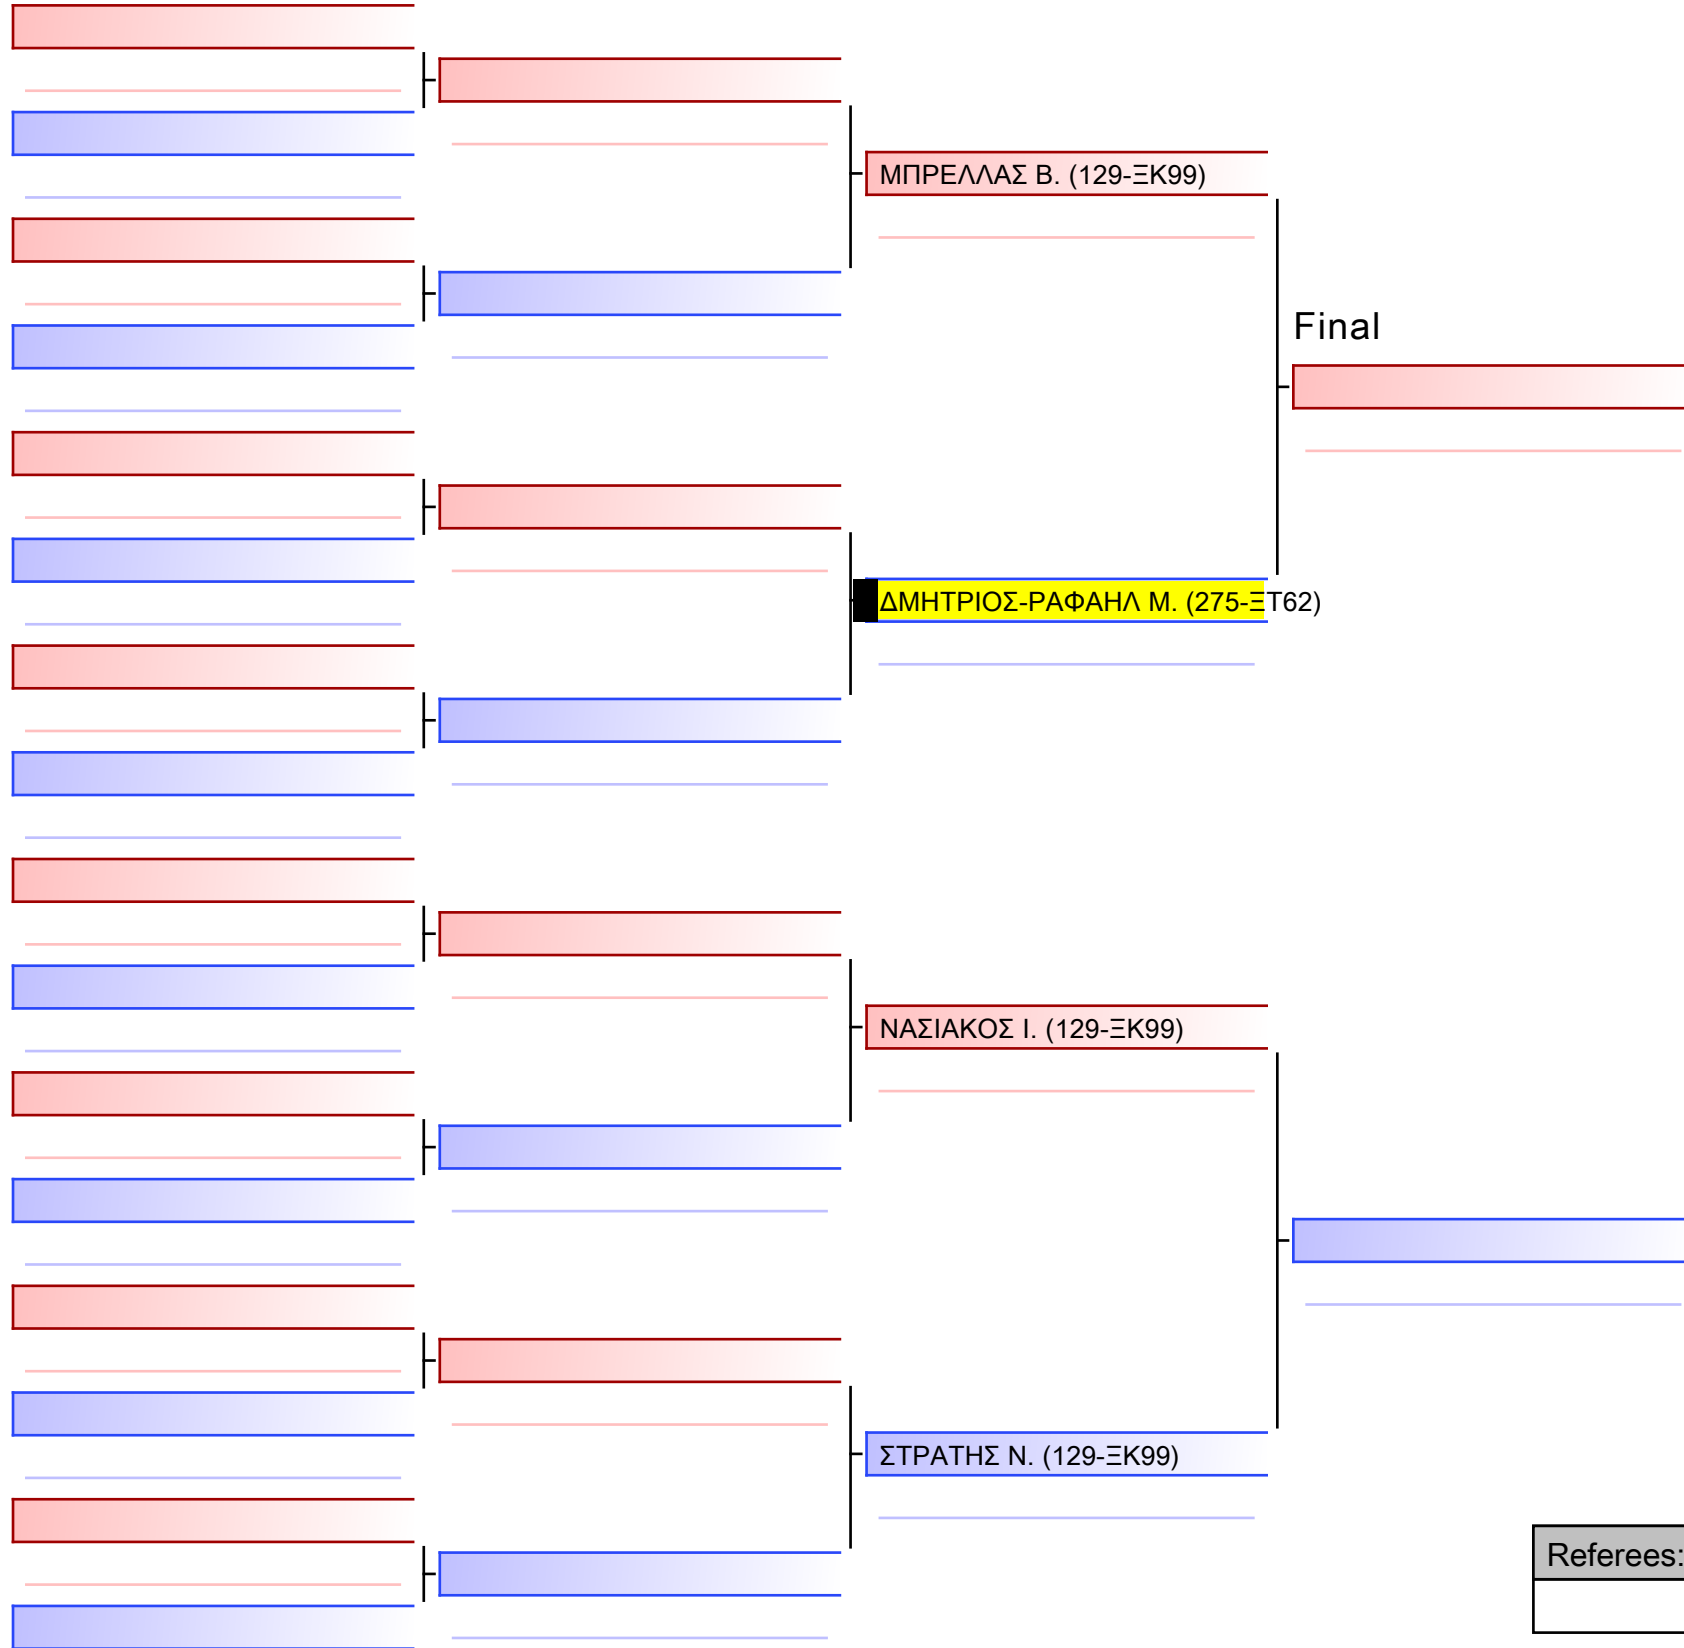 ΜΠΡΕΛΛΑΣ Β. (129-ΞΚ99)
Final
ΔΜΗΤΡΙΟΣ-ΡΑΦΑΗΛ Μ. (275-ΞΤ62)
ΝΑΣΙΑΚΟΣ Ι. (129-ΞΚ99)
ΣΤΡΑΤΗΣ Ν. (129-ΞΚ99)
Referees: